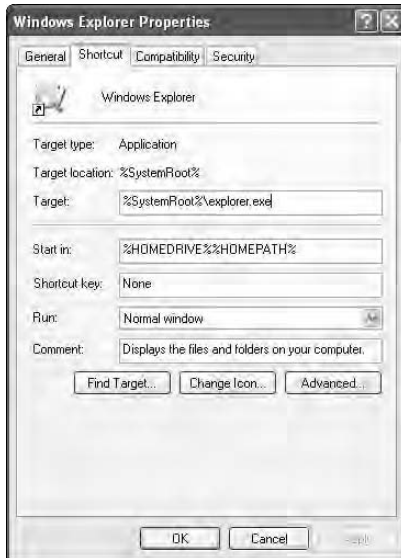 Windows Explorer Properties
General Shortcut Compatibility Security
Windows Explorer
Target type: Application
Target location: %SystemRoot%
Target: %SystemRoot%\explorer.exe
Start in: %HOMEDRIVE%%HOMEPATH%
Shortcut key: None
Run: Normal window
Comment: Displays the files and folders on your computer.
Find Target... Change Icon... Advanced...
OK Cancel